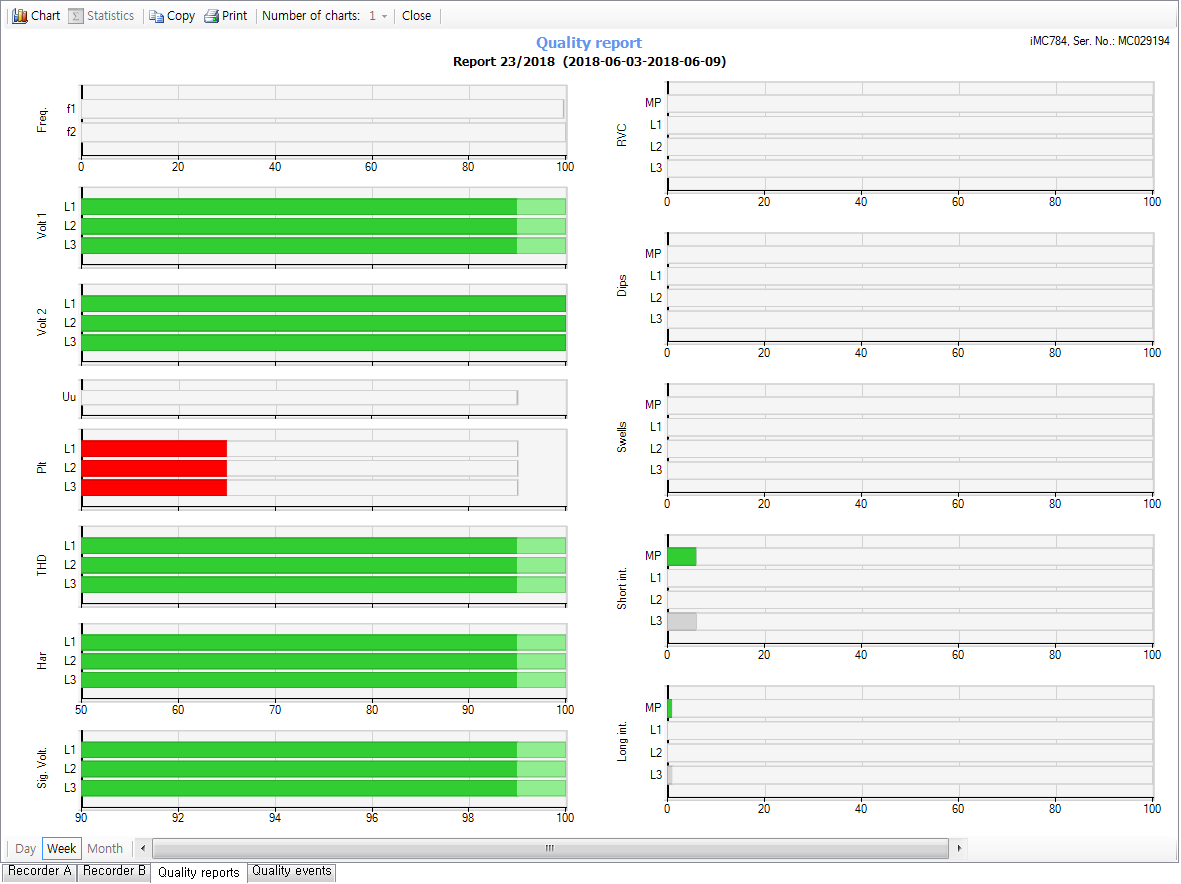 Chart Statistics Copy Print Number of charts: 1 Close
Quality report
iMC784, Ser. No.: MC029194
Report 23/2018 (2018-06-03-2018-06-09)
Freq.
f1
f2
0 20 40 60 80 100
Volt 1
L1
L2
L3
Volt 2
L1
L2
L3
Uu
Plt
L1
L2
L3
THD
L1
L2
L3
Har
L1
L2
L3
50 60 70 80 90 100
Sig. Volt.
L1
L2
L3
90 92 94 96 98 100
RVC
MP
L1
L2
L3
0 20 40 60 80 100
Dips
MP
L1
L2
L3
0 20 40 60 80 100
Swells
MP
L1
L2
L3
0 20 40 60 80 100
Short int.
MP
L1
L2
L3
0 20 40 60 80 100
Long int.
MP
L1
L2
L3
0 20 40 60 80 100
Day Week Month
Recorder A Recorder B Quality reports Quality events